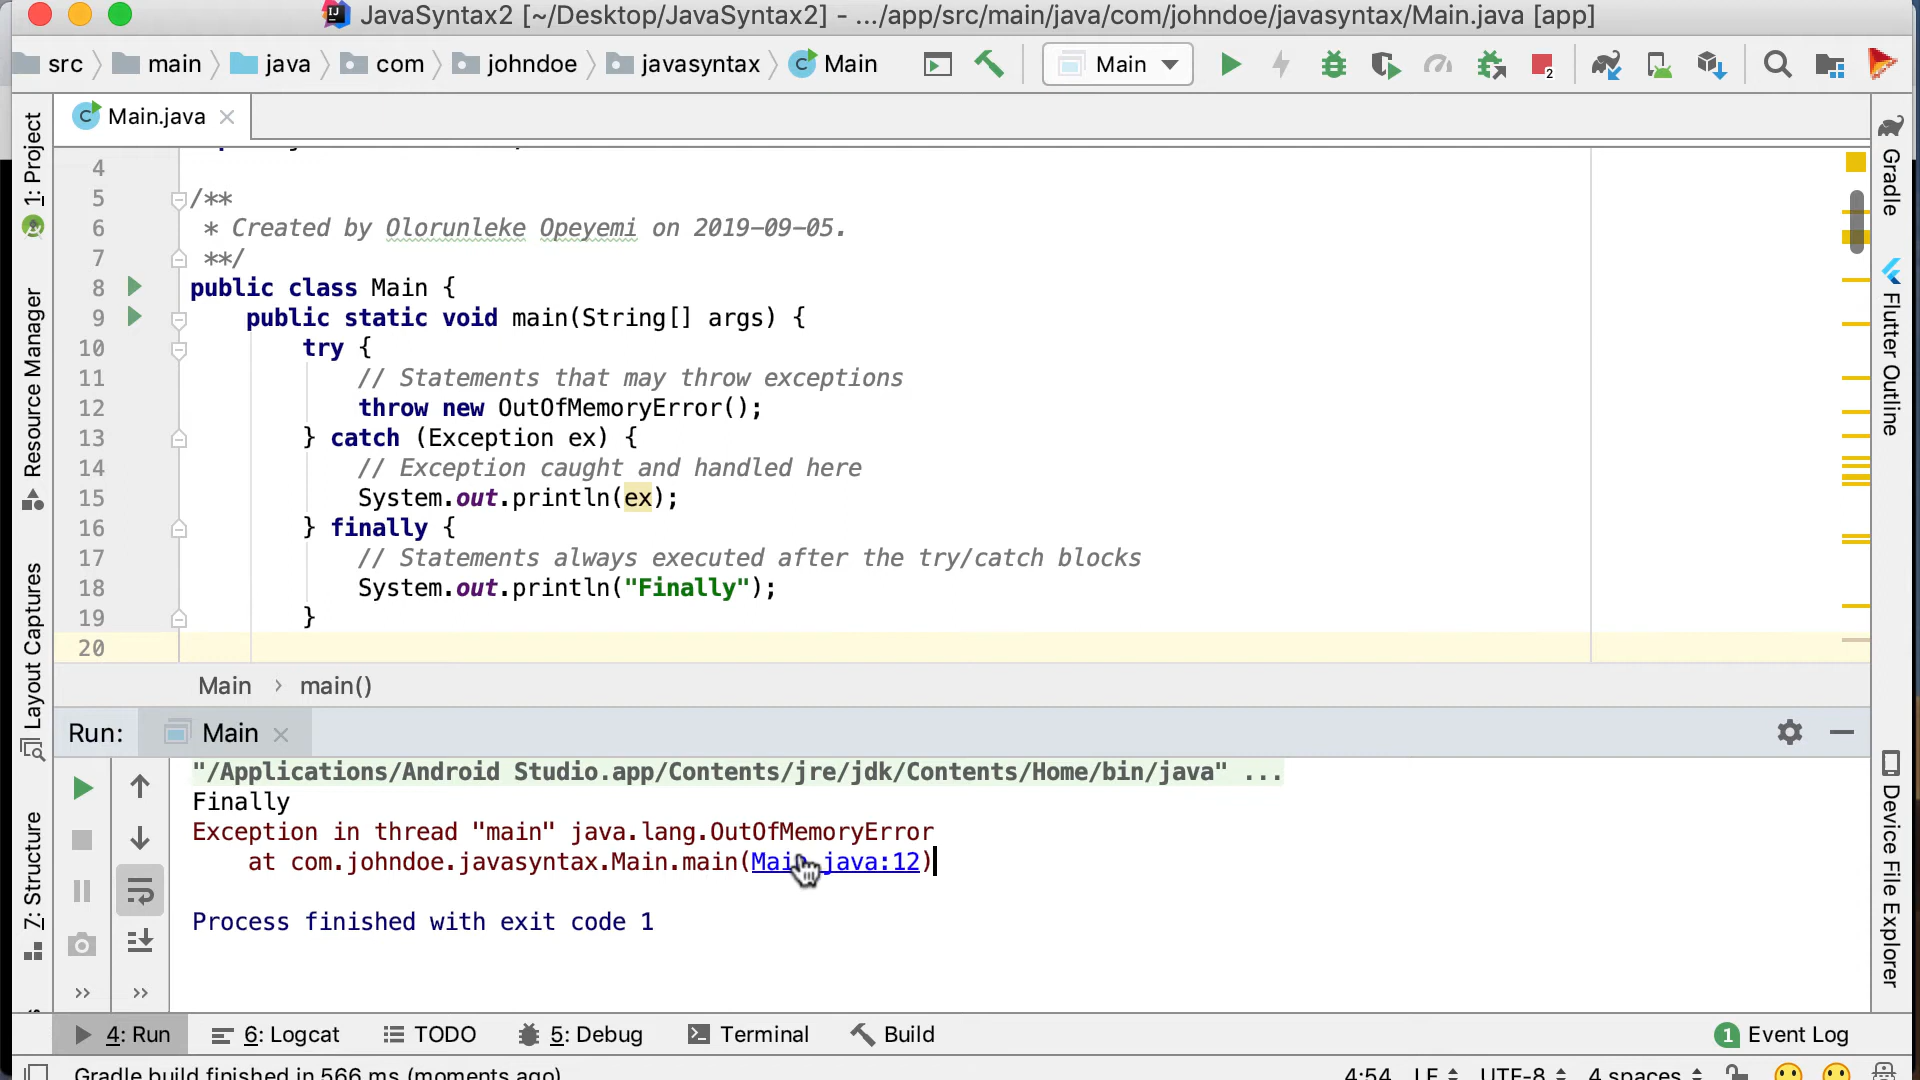 JavaSyntax2 [~/Desktop/JavaSyntax2] - .../app/src/main/java/com/johndoe/javasyntax/Main.java [app]
src main java com johndoe javasyntax Main Main 2
Main.java
4
5 /**
6 * Created by Olorunleke Opeyemi on 2019-09-05.
7 **/
8 public class Main {
9 public static void main(String[] args) {
10 try {
11 // Statements that may throw exceptions
12 throw new OutOfMemoryError();
13 } catch (Exception ex) {
14 // Exception caught and handled here
15 System.out.println(ex);
16 } finally {
17 // Statements always executed after the try/catch blocks
18 System.out.println("Finally");
19 }
20
Main › main()
Run: Main
"/Applications/Android Studio.app/Contents/jre/jdk/Contents/Home/bin/java" ...
Finally
Exception in thread "main" java.lang.OutOfMemoryError
at com.johndoe.javasyntax.Main.main(Main.java:12)
Process finished with exit code 1
4: Run 6: Logcat TODO 5: Debug Terminal Build 1 Event Log
Gradle build finished in 566 ms (moments ago) 4:54 LF UTF-8 4 spaces
1: Project
Resource Manager
Layout Captures
7: Structure
Gradle
Flutter Outline
Device File Explorer